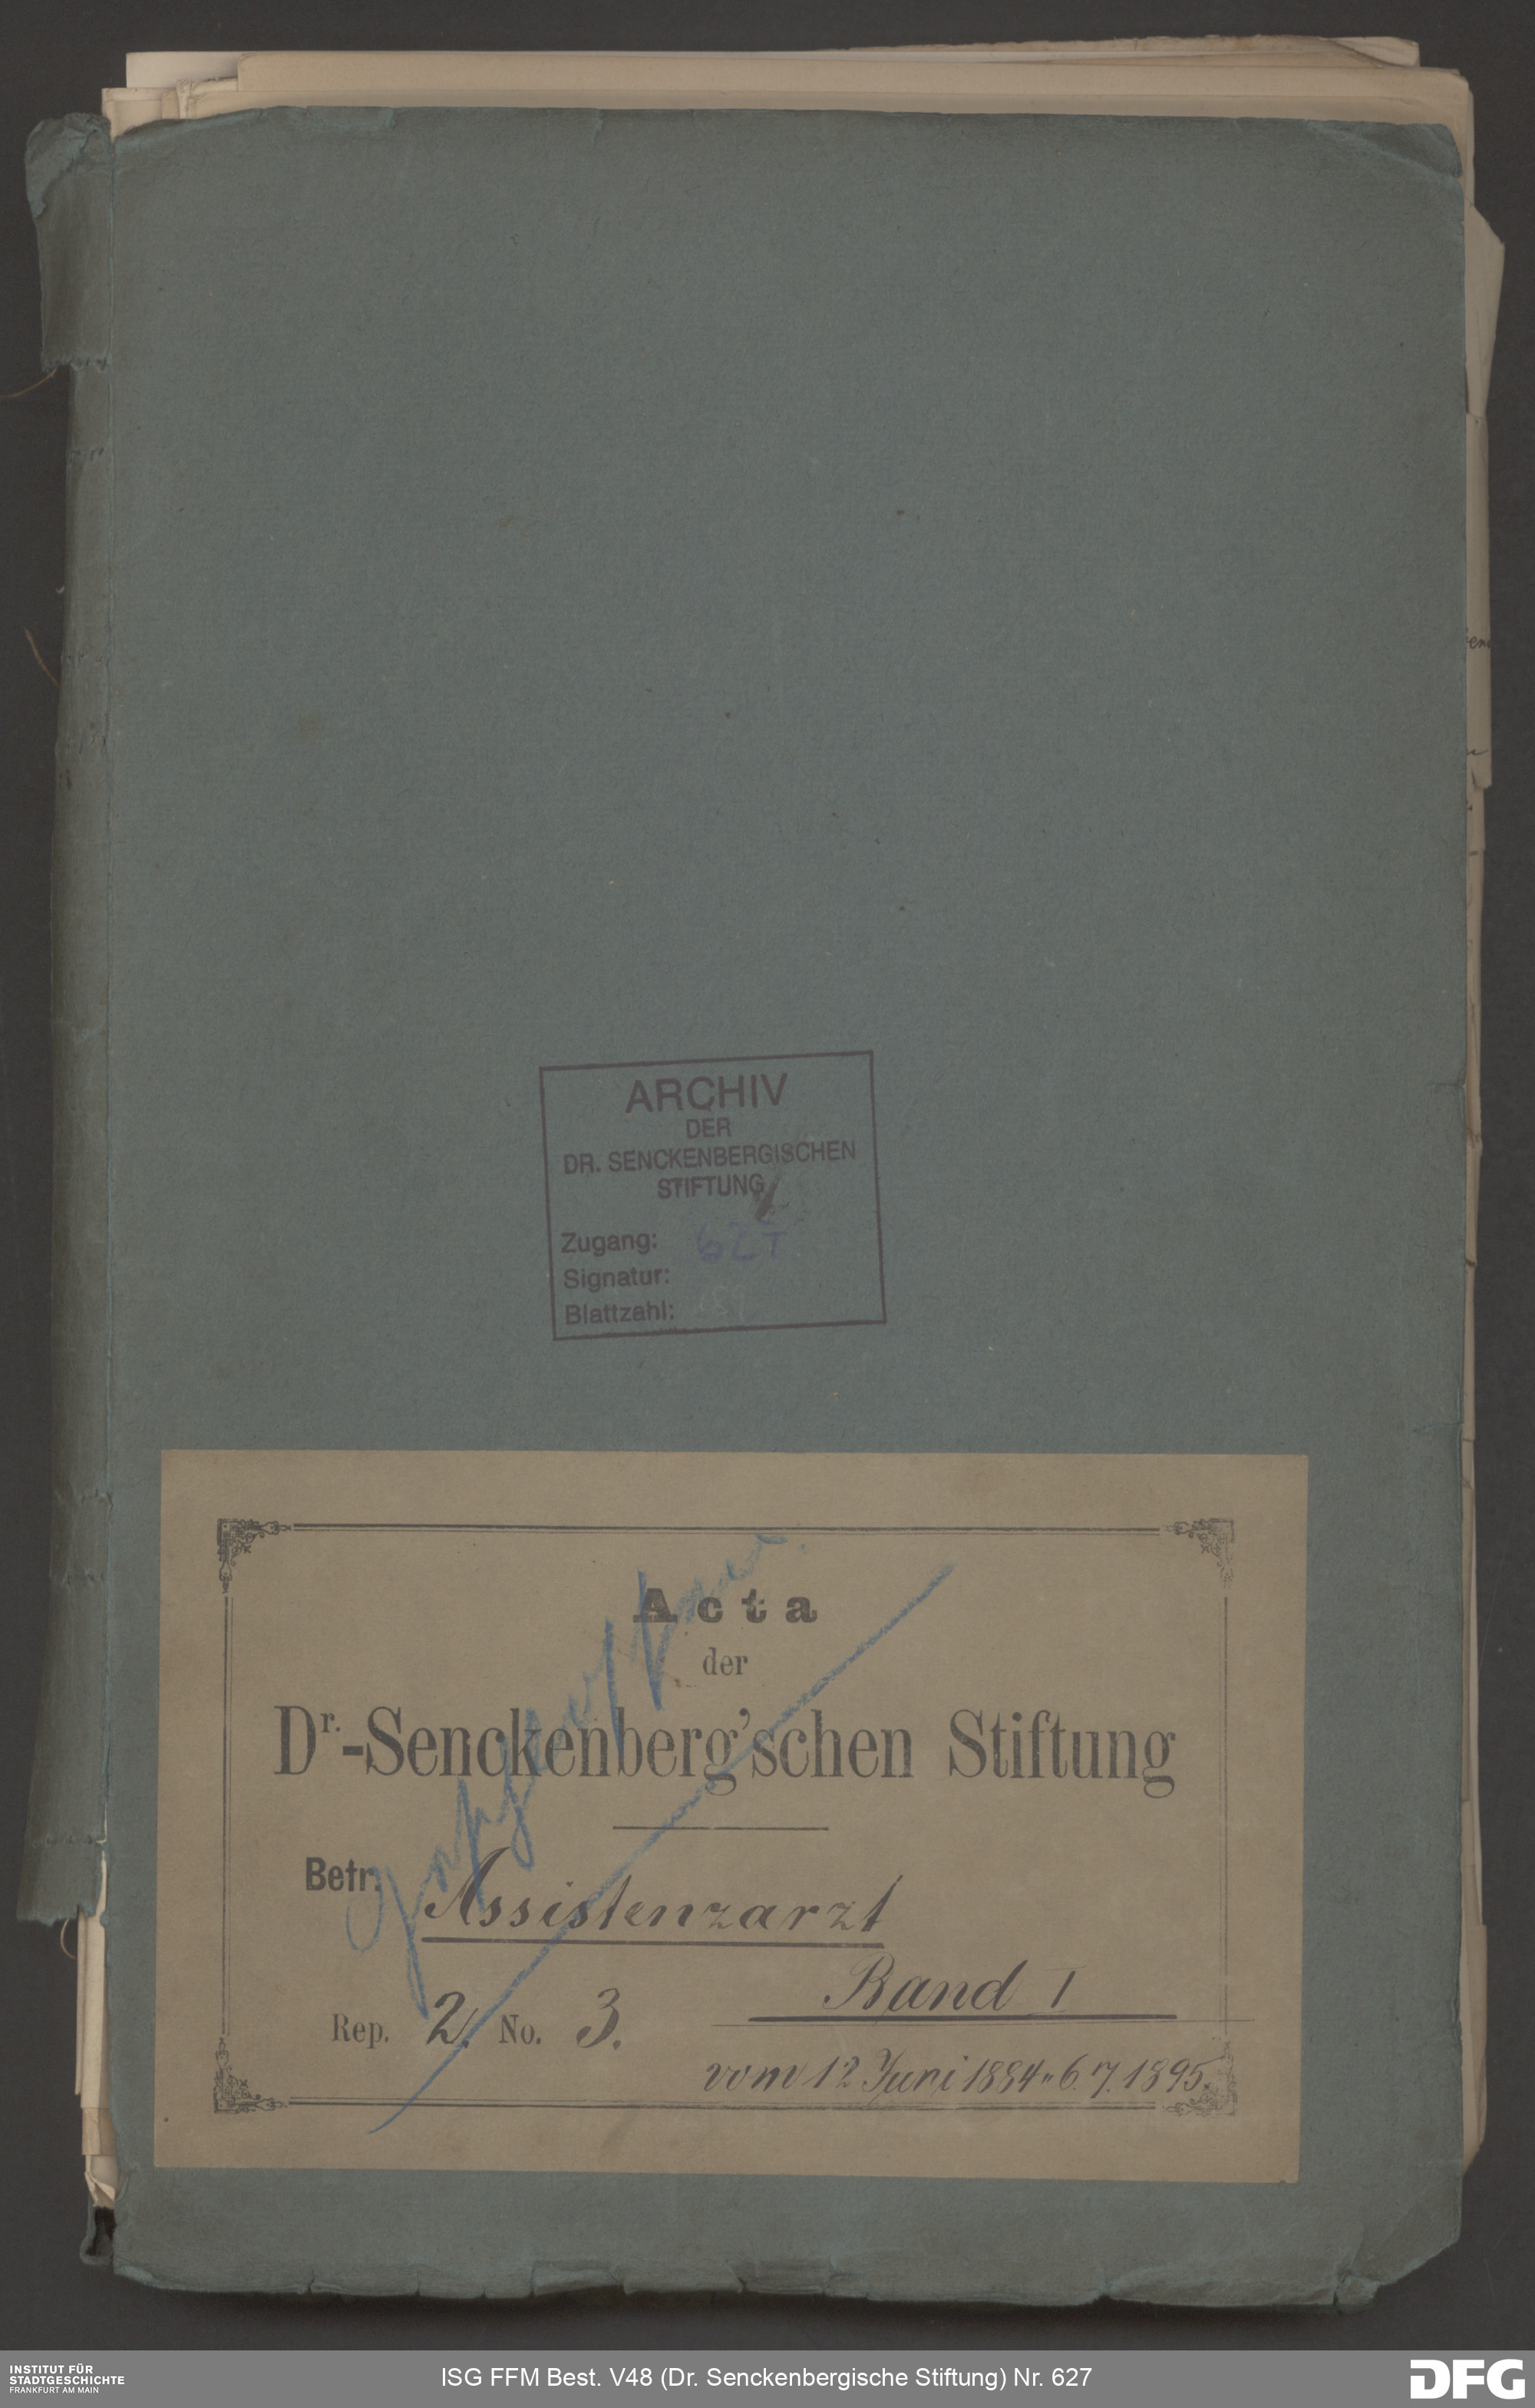 ARCHIV
DER
DR. SENCKENBERGISCHEN
STIFTUNG
Zugang: 627
Signatur:
Blattzahl:
Acta
der
Dr.-Senckenberg'schen Stiftung
Betr. Assistenzarzt
Band I
Rep. 2. No. 3.
vom 12 Juni 1884 " 6.7.1895.
INSTITUT FÜR
STADTGESCHICHTE
FRANKFURT AM MAIN
ISG FFM Best. V48 (Dr. Senckenbergische Stiftung) Nr. 627
DFG